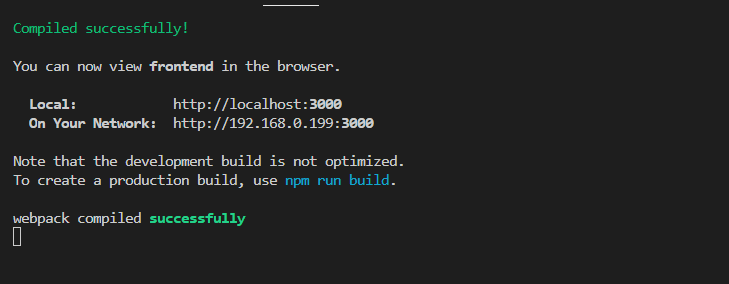 Compiled successfully!
You can now view frontend in the browser.
Local: http://localhost:3000
On Your Network: http://192.168.0.199:3000
Note that the development build is not optimized.
To create a production build, use npm run build.
webpack compiled successfully